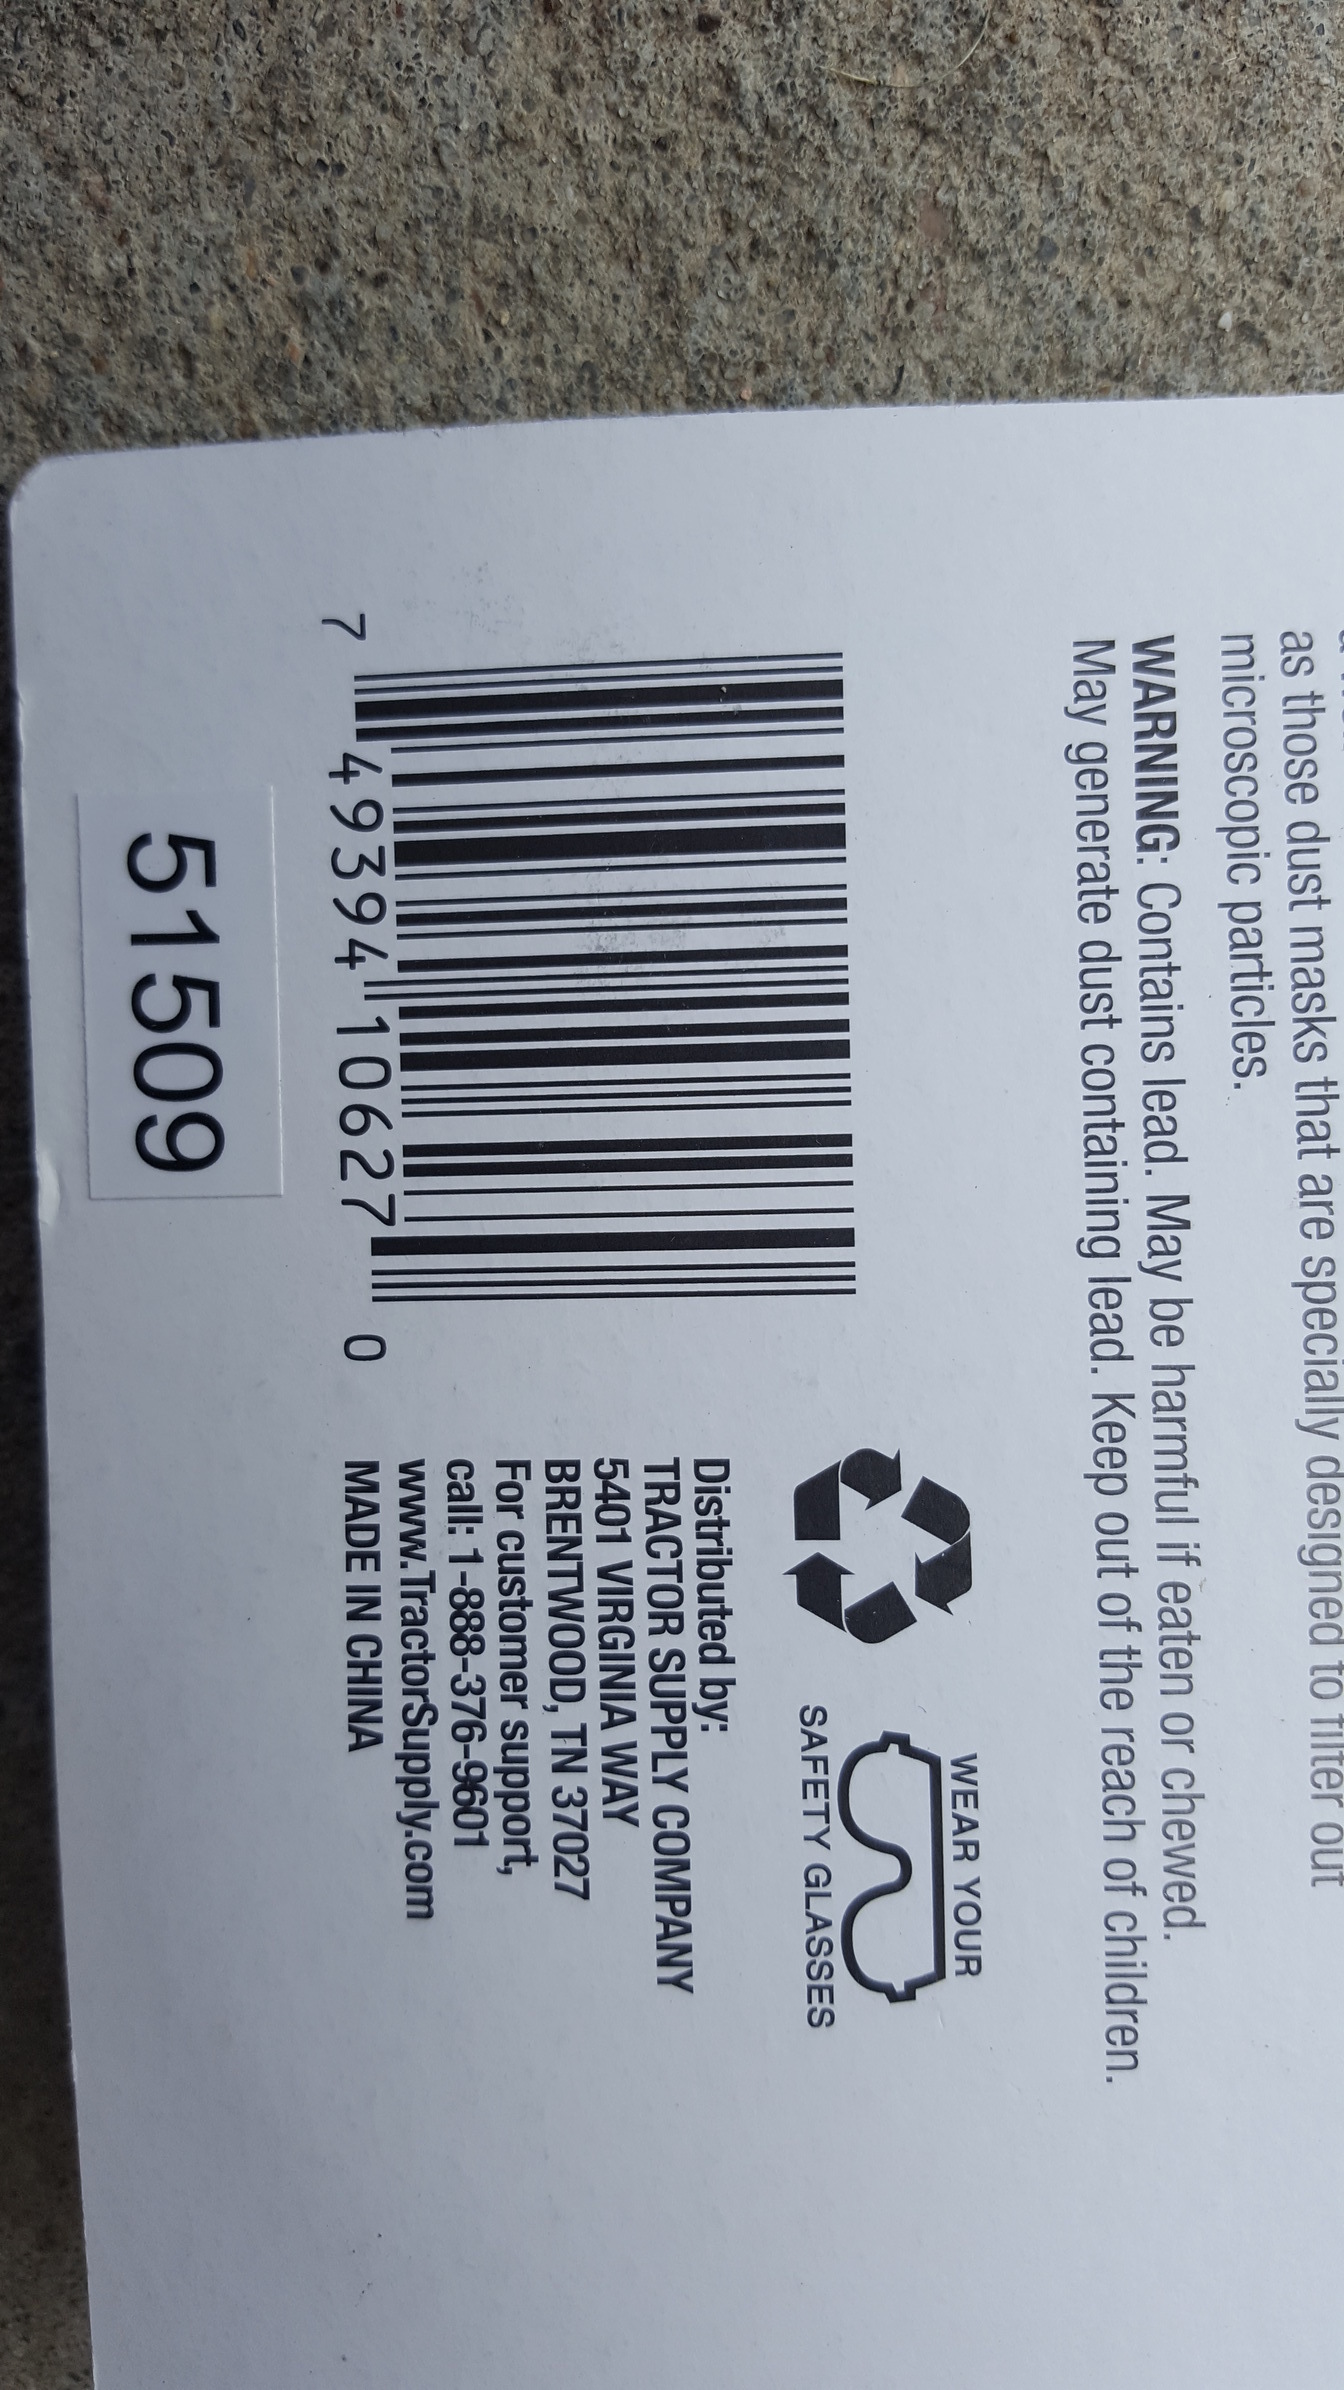 as those dust masks that are specially designed to filter out
microscopic particles.
WARNING: Contains lead. May be harmful if eaten or chewed.
May generate dust containing lead. Keep out of the reach of children.
WEAR YOUR
SAFETY GLASSES
7 49394 10627 0
Distributed by:
TRACTOR SUPPLY COMPANY
5401 VIRGINIA WAY
BRENTWOOD, TN 37027
For customer support,
call: 1-888-376-9601
www.TractorSupply.com
MADE IN CHINA
51509